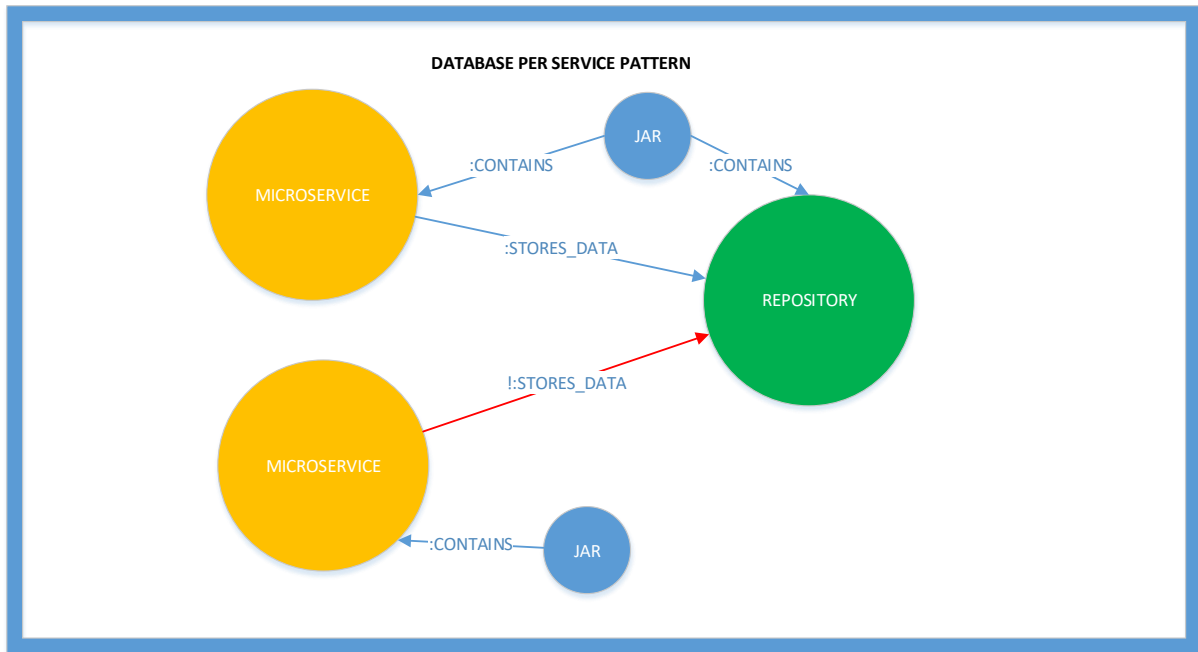 DATABASE PER SERVICE PATTERN
JAR
:CONTAINS
:CONTAINS
MICROSERVICE
:STORES_DATA
REPOSITORY
!:STORES_DATA
MICROSERVICE
:CONTAINS
JAR